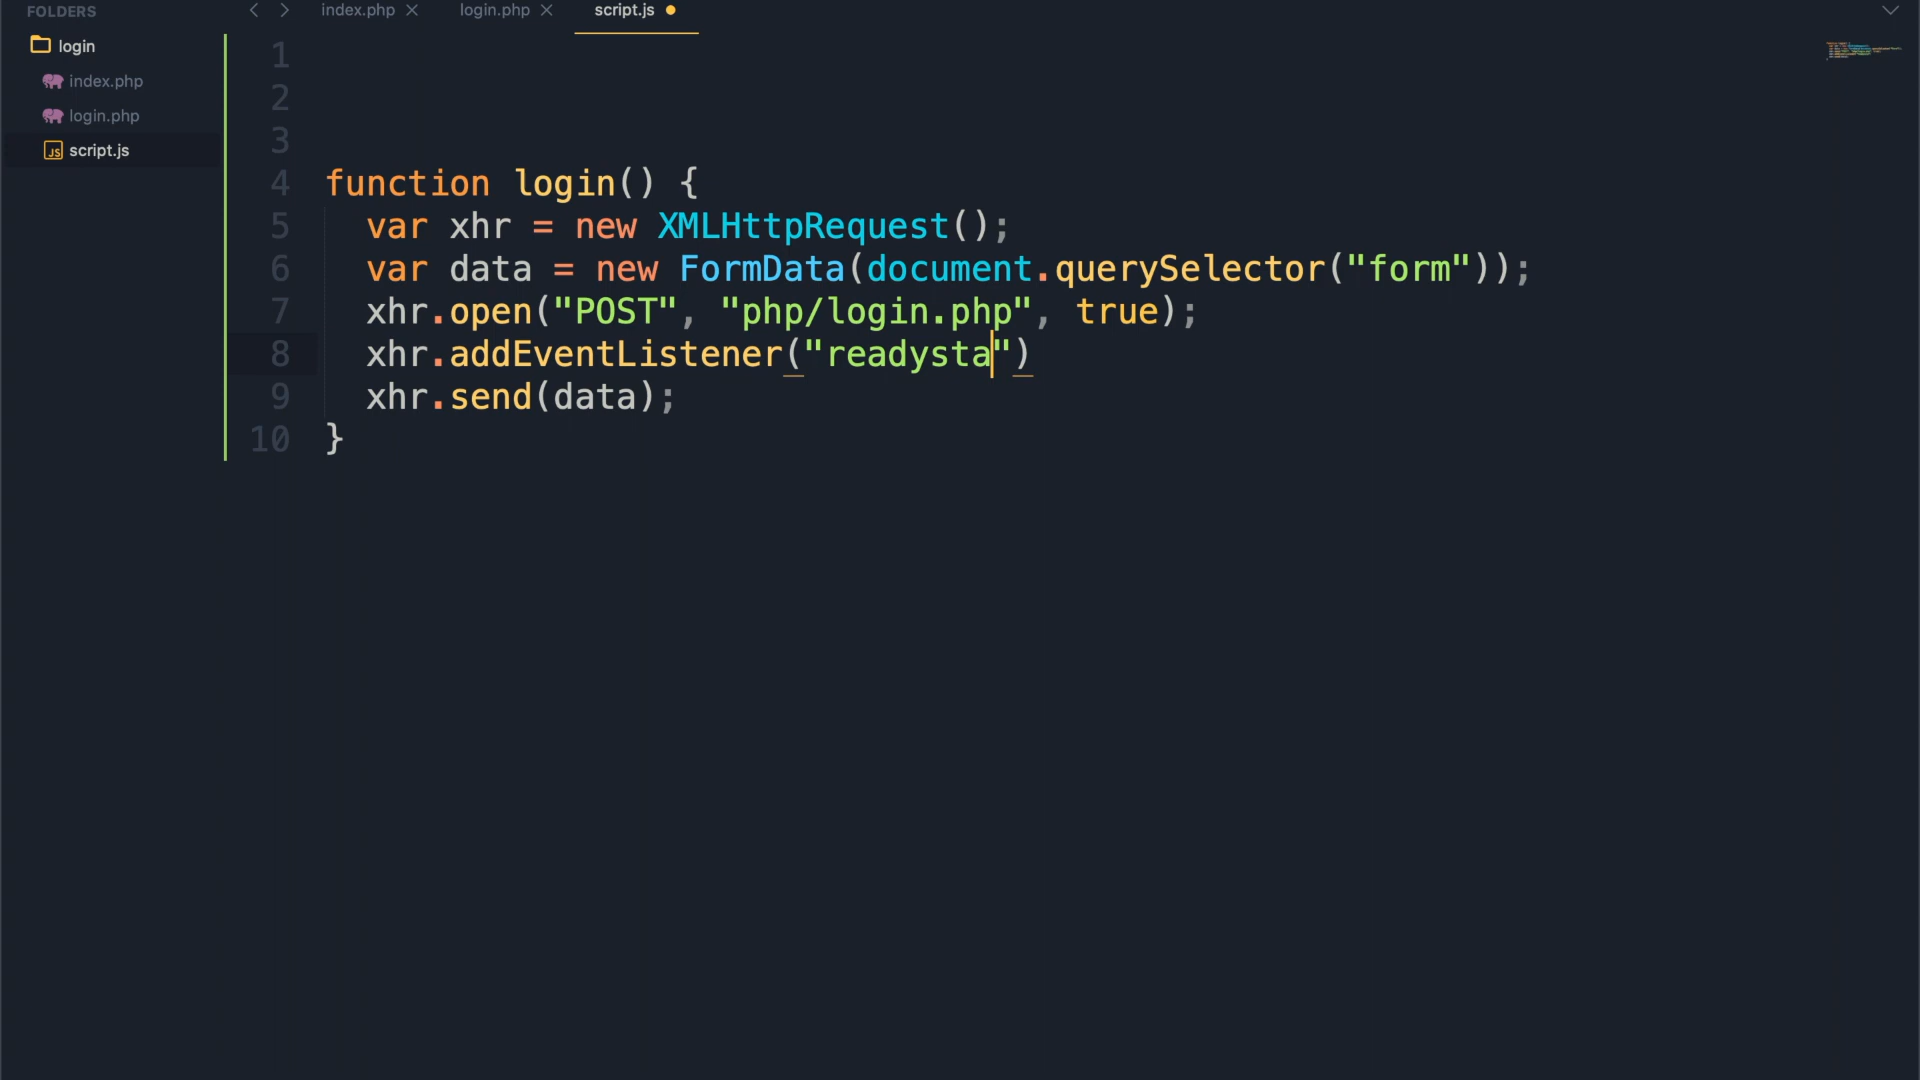 FOLDERS
login
index.php
login.php
script.js
index.php login.php script.js
1
2
3
4 function login() {
5 var xhr = new XMLHttpRequest();
6 var data = new FormData(document.querySelector("form"));
7 xhr.open("POST", "php/login.php", true);
8 xhr.addEventListener("readysta")
9 xhr.send(data);
10 }